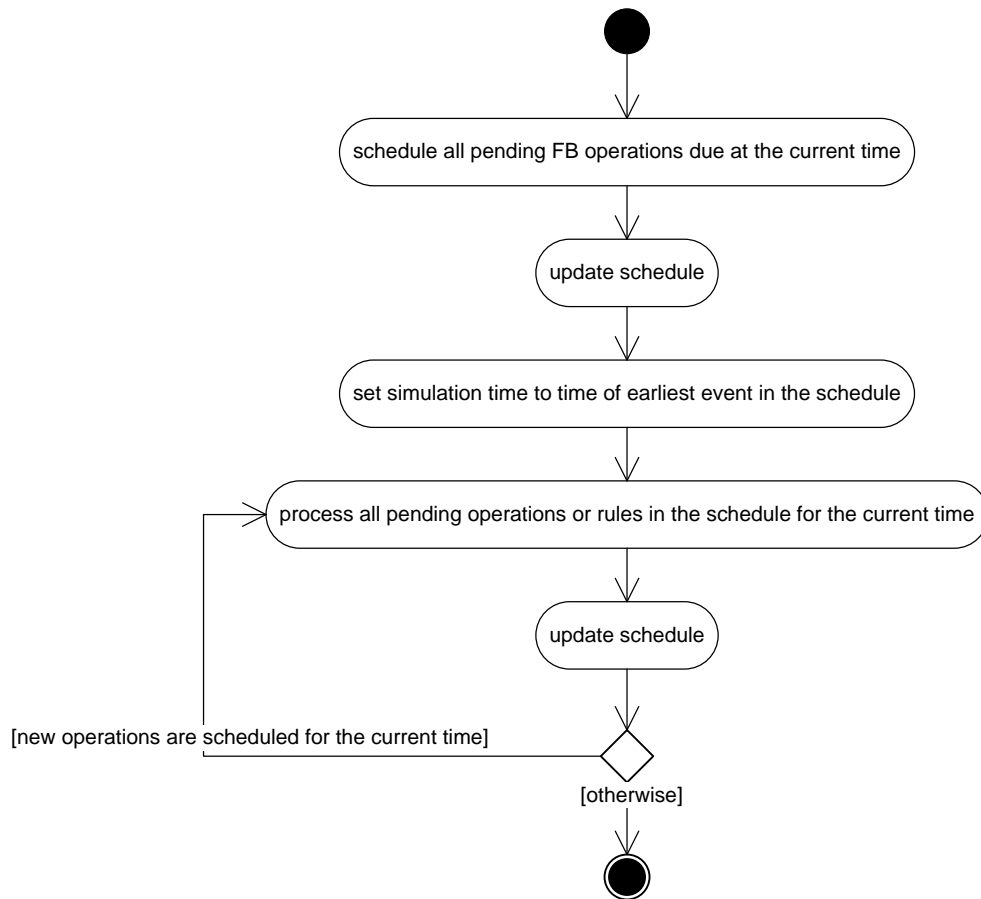 schedule all pending FB operations due at the current time
update schedule
set simulation time to time of earliest event in the schedule
process all pending operations or rules in the schedule for the current time
update schedule
[new operations are scheduled for the current time]
[otherwise]